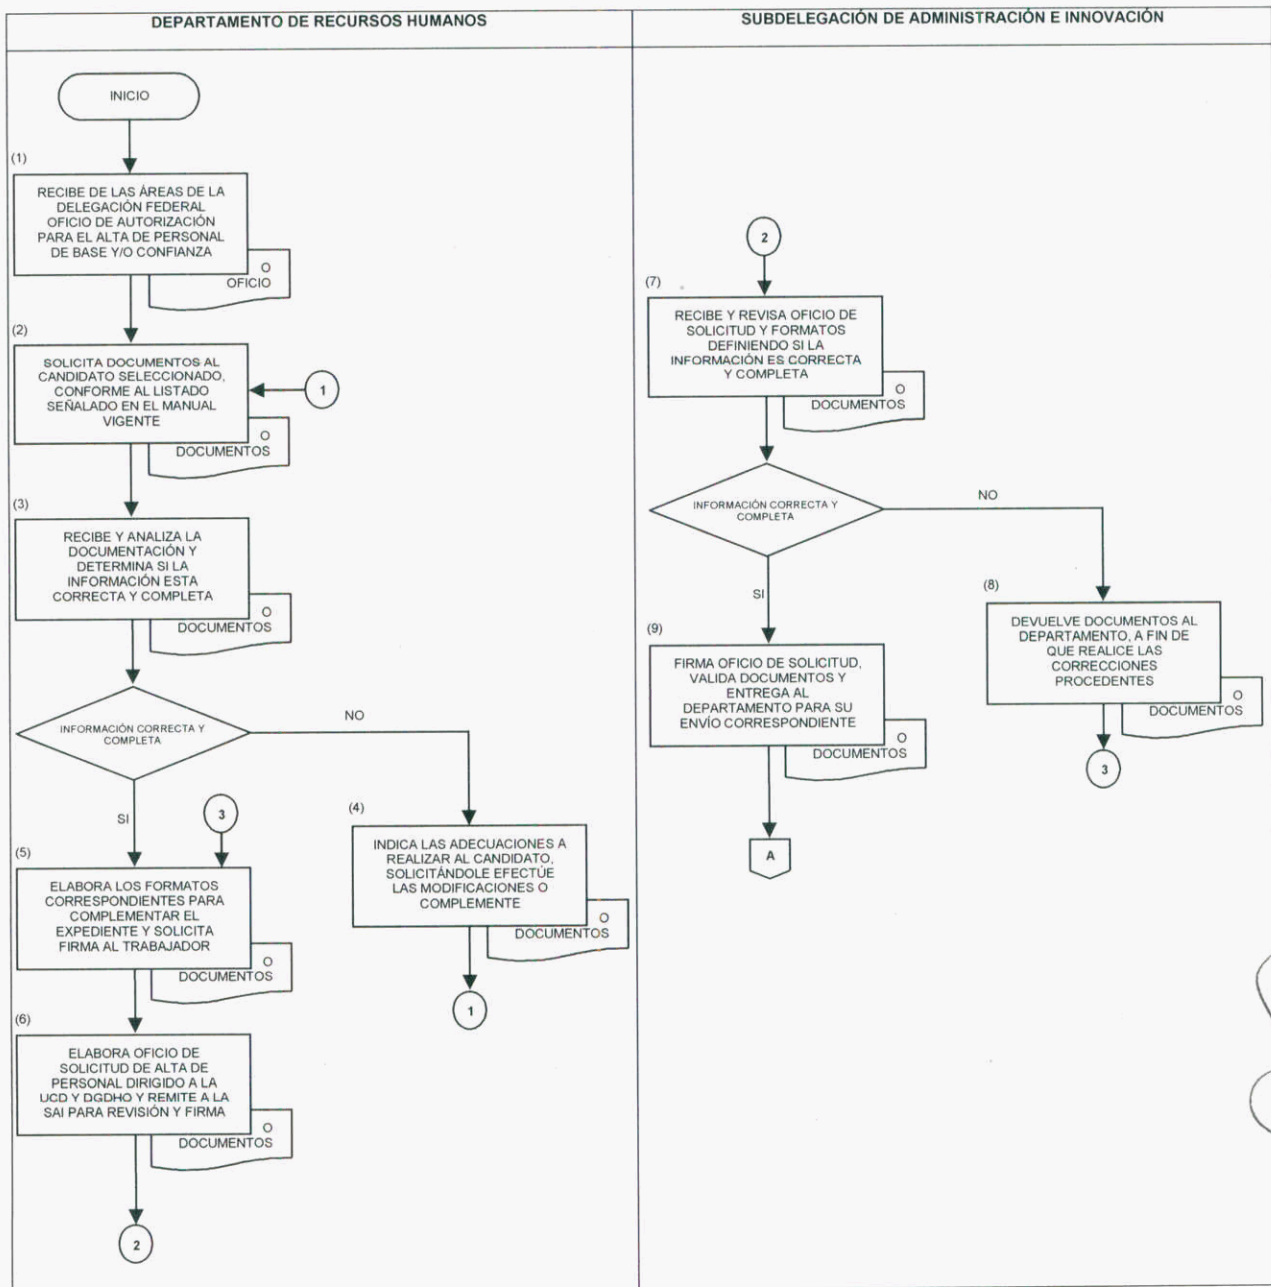 DEPARTAMENTO DE RECURSOS HUMANOS
SUBDELEGACIÓN DE ADMINISTRACIÓN E INNOVACIÓN
INICIO
(1)
RECIBE DE LAS ÁREAS DE LA
DELEGACIÓN FEDERAL
OFICIO DE AUTORIZACIÓN
PARA EL ALTA DE PERSONAL
DE BASE Y/O CONFIANZA
O
OFICIO
(2)
SOLICITA DOCUMENTOS AL
CANDIDATO SELECCIONADO,
CONFORME AL LISTADO
SEÑALADO EN EL MANUAL
VIGENTE
1
O
DOCUMENTOS
(3)
RECIBE Y ANALIZA LA
DOCUMENTACIÓN Y
DETERMINA SI LA
INFORMACIÓN ESTA
CORRECTA Y COMPLETA
O
DOCUMENTOS
INFORMACIÓN CORRECTA Y
COMPLETA
NO
SI
3
(4)
INDICA LAS ADECUACIONES A
REALIZAR AL CANDIDATO,
SOLICITÁNDOLE EFECTÚE
LAS MODIFICACIONES O
COMPLEMENTE
O
DOCUMENTOS
1
(5)
ELABORA LOS FORMATOS
CORRESPONDIENTES PARA
COMPLEMENTAR EL
EXPEDIENTE Y SOLICITA
FIRMA AL TRABAJADOR
O
DOCUMENTOS
(6)
ELABORA OFICIO DE
SOLICITUD DE ALTA DE
PERSONAL DIRIGIDO A LA
UCD Y DGDHO Y REMITE A LA
SAI PARA REVISIÓN Y FIRMA
O
DOCUMENTOS
2
2
(7)
RECIBE Y REVISA OFICIO DE
SOLICITUD Y FORMATOS
DEFINIENDO SI LA
INFORMACIÓN ES CORRECTA
Y COMPLETA
O
DOCUMENTOS
INFORMACIÓN CORRECTA Y
COMPLETA
NO
SI
(8)
DEVUELVE DOCUMENTOS AL
DEPARTAMENTO, A FIN DE
QUE REALICE LAS
CORRECCIONES
PROCEDENTES
O
DOCUMENTOS
3
(9)
FIRMA OFICIO DE SOLICITUD,
VALIDA DOCUMENTOS Y
ENTREGA AL
DEPARTAMENTO PARA SU
ENVÍO CORRESPONDIENTE
O
DOCUMENTOS
A